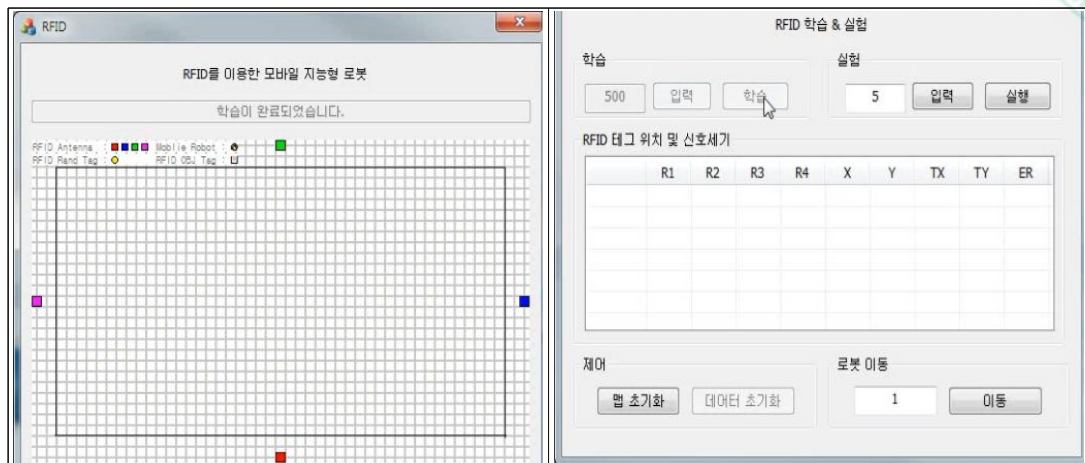 RFID
RFID를 이용한 모바일 지능형 로봇
학습이 완료되었습니다.
RFID Antenna : Moblie Robot :
RFID Rand Tag : RFID OBJ Tag :
RFID 학습 & 실험
학습
500 입력 학습
실험
5 입력 실행
RFID 테그 위치 및 신호세기
R1 R2 R3 R4 X Y TX TY ER
제어
맵 초기화 데이터 초기화
로봇 이동
1 이동